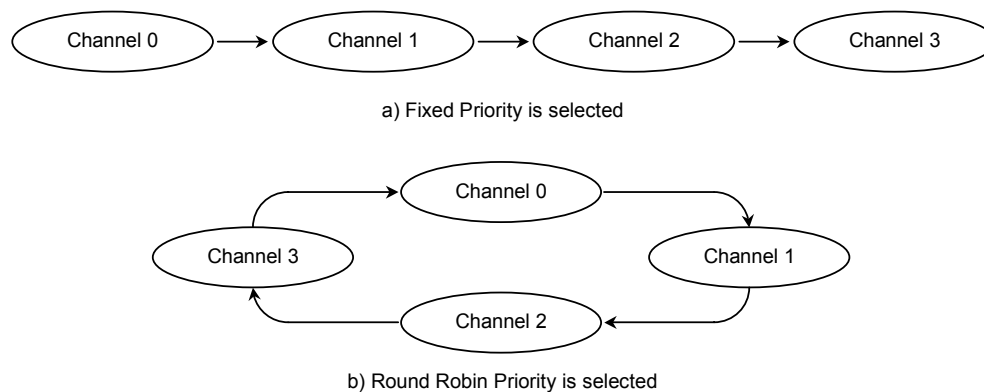 Channel 0
Channel 1
Channel 2
Channel 3
a) Fixed Priority is selected
Channel 0
Channel 3
Channel 1
Channel 2
b) Round Robin Priority is selected